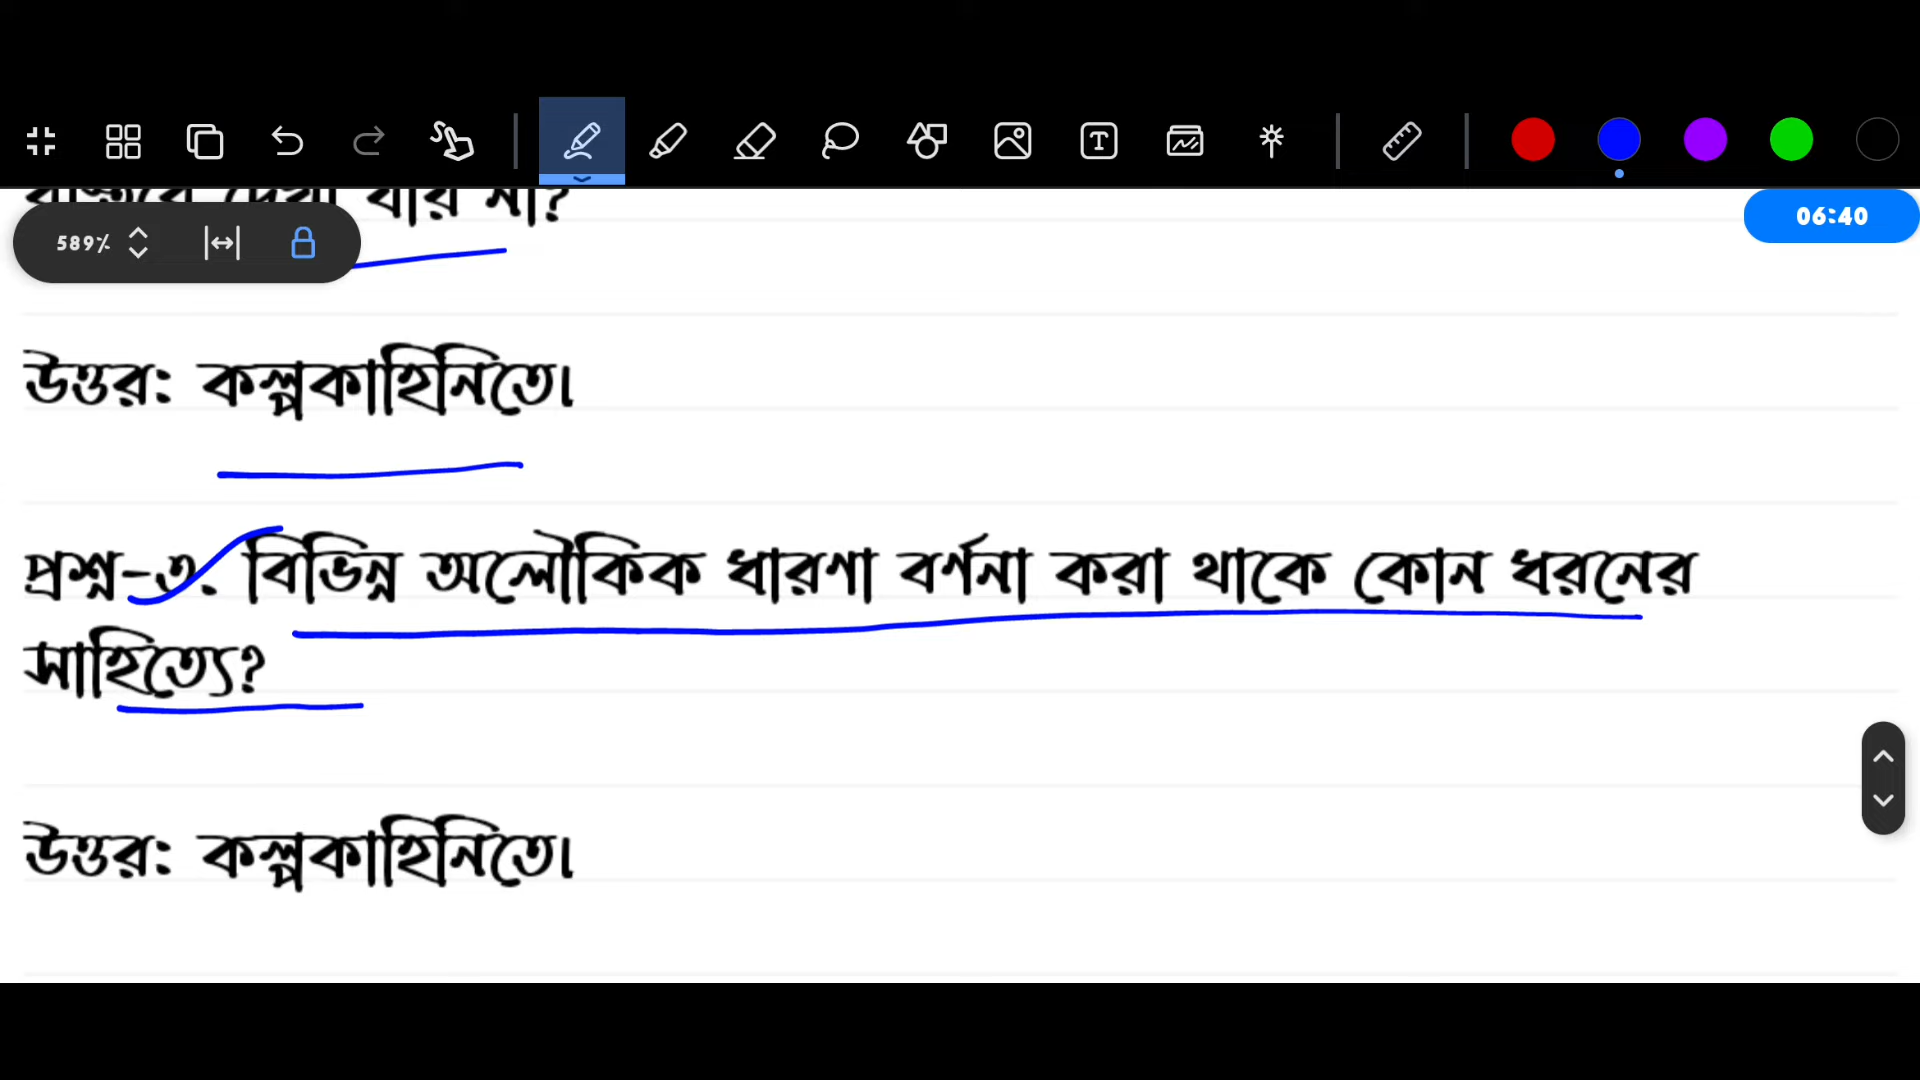 06:40
যায় না?
589%
উত্তর: কল্পকাহিনিতে।
প্রশ্ন-৩. বিভিন্ন অলৌকিক ধারণা বর্ণনা করা থাকে কোন ধরনের
সাহিত্যে?
উত্তর: কল্পকাহিনিতে।